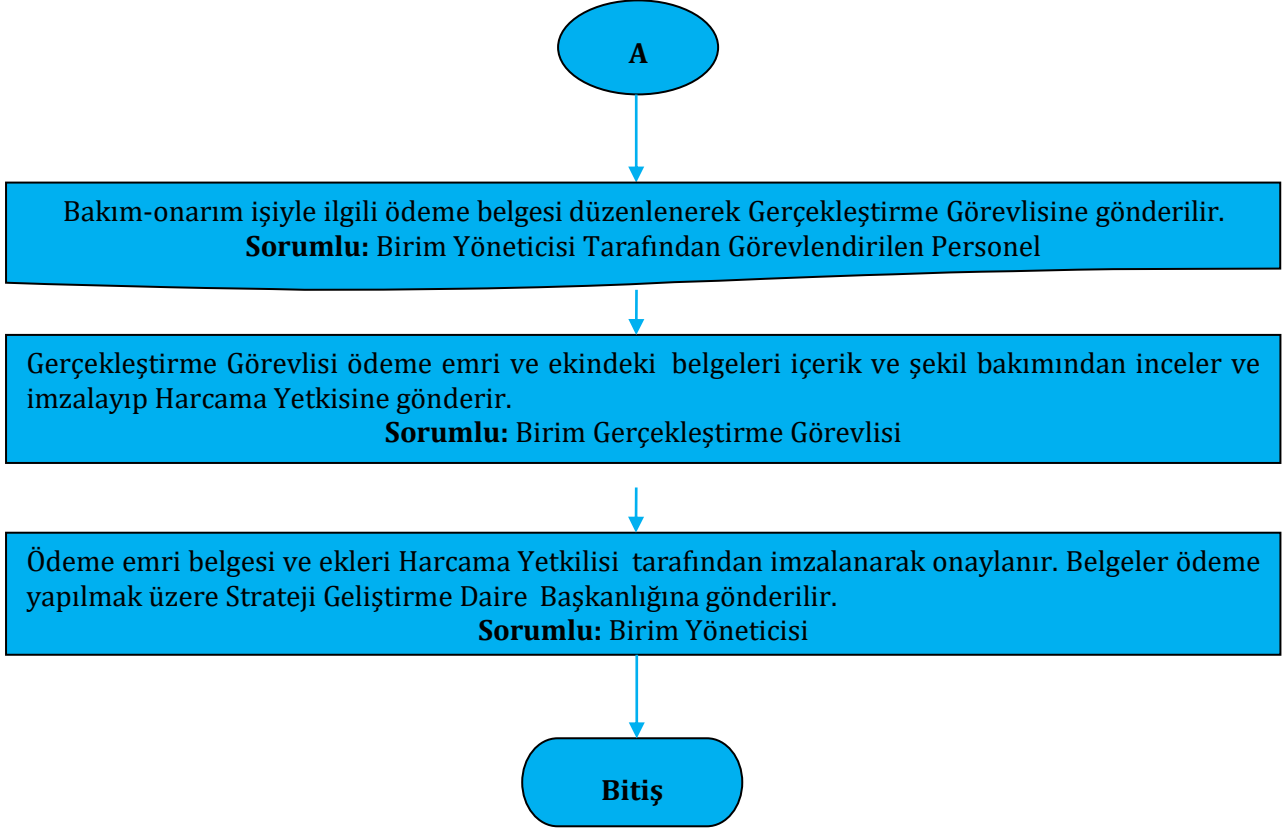 A
Bakım-onarım işiyle ilgili ödeme belgesi düzenlenerek Gerçekleştirme Görevlisine gönderilir.
Sorumlu: Birim Yöneticisi Tarafından Görevlendirilen Personel
Gerçekleştirme Görevlisi ödeme emri ve ekindeki belgeleri içerik ve şekil bakımından inceler ve
imzalayıp Harcama Yetkisine gönderir.
Sorumlu: Birim Gerçekleştirme Görevlisi
Ödeme emri belgesi ve ekleri Harcama Yetkilisi tarafından imzalanarak onaylanır. Belgeler ödeme
yapılmak üzere Strateji Geliştirme Daire Başkanlığına gönderilir.
Sorumlu: Birim Yöneticisi
Bitiş